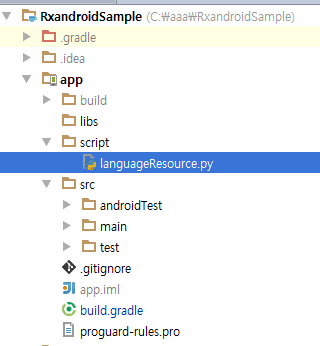 RxandroidSample (C:￦aaa￦RxandroidSample)
.gradle
.idea
app
build
libs
script
languageResource.py
src
androidTest
main
test
.gitignore
app.iml
build.gradle
proguard-rules.pro